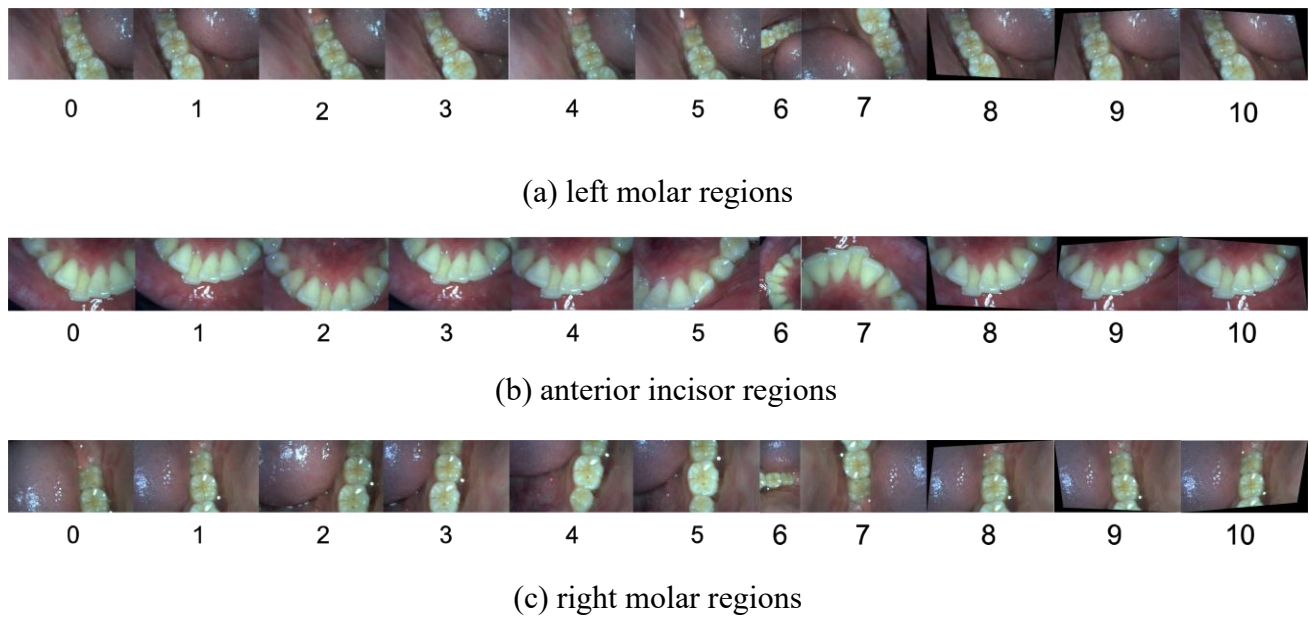 0 1 2 3 4 5 6 7 8 9 10
(a) left molar regions
0 1 2 3 4 5 6 7 8 9 10
(b) anterior incisor regions
0 1 2 3 4 5 6 7 8 9 10
(c) right molar regions